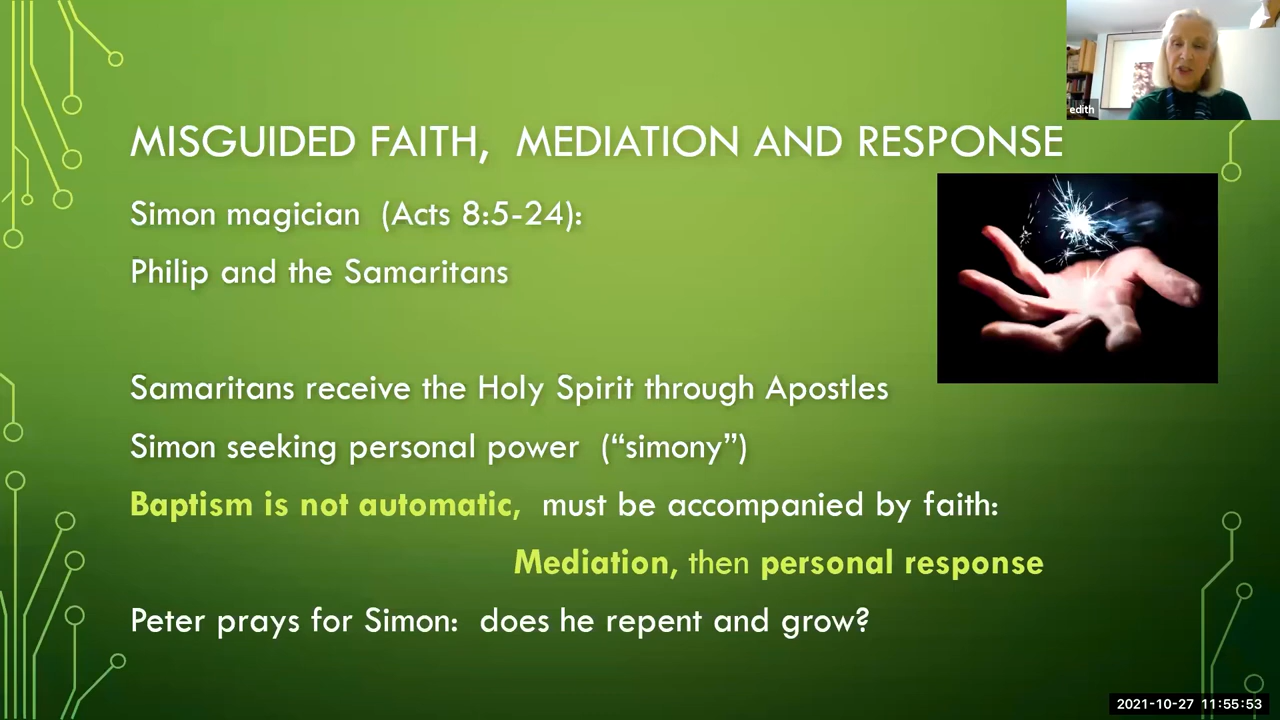 edith
MISGUIDED FAITH, MEDIATION AND RESPONSE
Simon magician (Acts 8:5-24):
Philip and the Samaritans
Samaritans receive the Holy Spirit through Apostles
Simon seeking personal power (“simony”)
Baptism is not automatic, must be accompanied by faith:
Mediation, then personal response
Peter prays for Simon: does he repent and grow?
2021-10-27 11:55:53